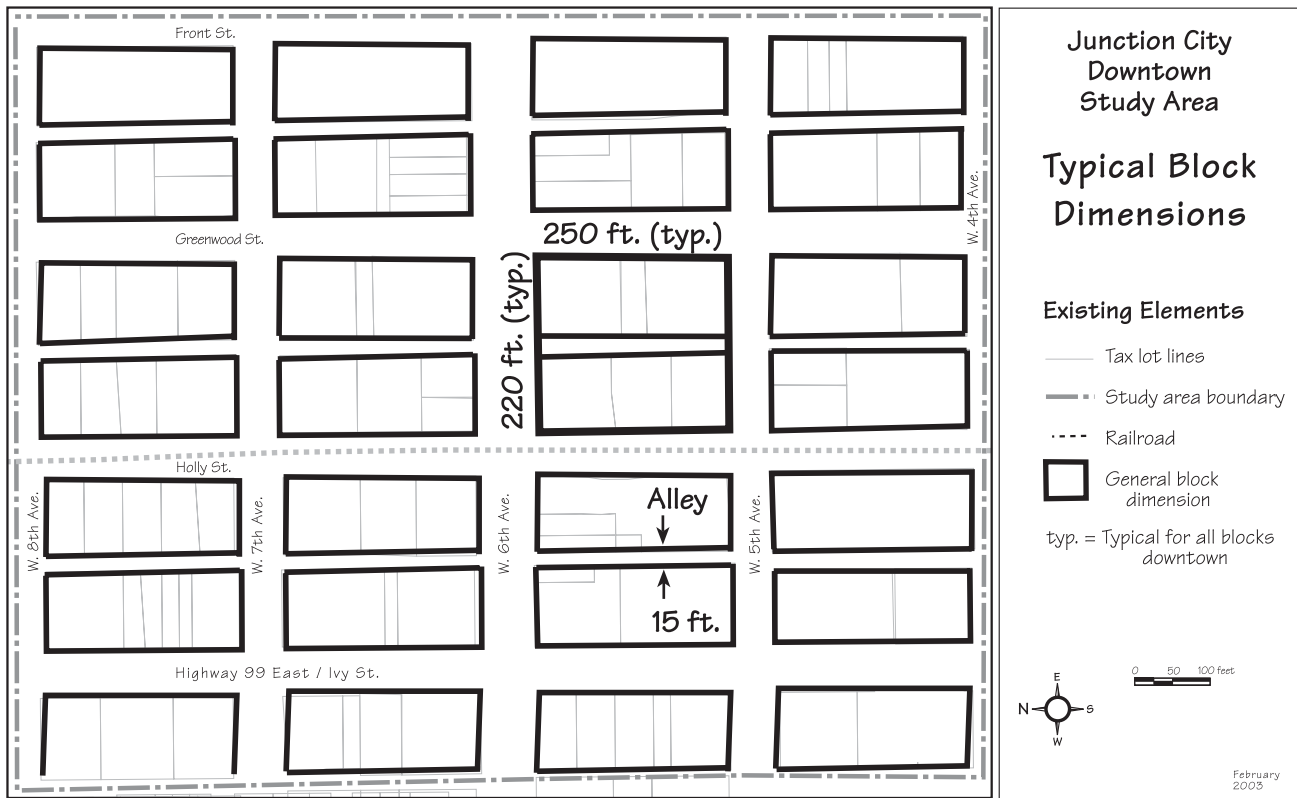 Front St.
W. 4th Ave.
Greenwood St.
250 ft. (typ.)
220 ft. (typ.)
Holly St.
W. 8th Ave.
W. 7th Ave.
W. 6th Ave.
W. 5th Ave.
Alley
15 ft.
Highway 99 East / Ivy St.
Junction City
Downtown
Study Area
Typical Block
Dimensions
Existing Elements
Tax lot lines
Study area boundary
Railroad
General block
dimension
typ. = Typical for all blocks
downtown
0 50 100 feet
E
N S
W
February
2003